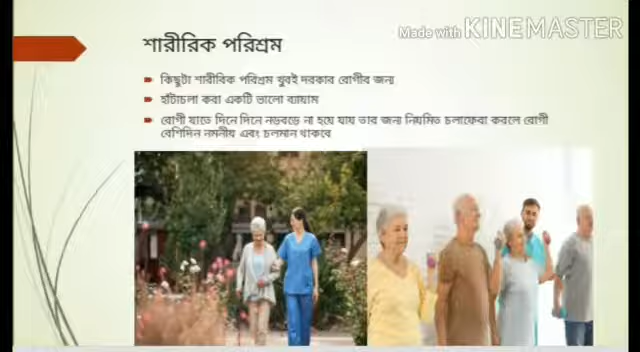 Made with KINEMASTER
শারীরিক পরিশ্রম
কিছুটা শারীরিক পরিশ্রম খুবই দরকার রোগীর জন্য
হাঁটাচলা করা একটি ভালো ব্যায়াম
রোগী যাতে দিনে দিনে নড়বড়ে না হয়ে যায় তার জন্য নিয়মিত চলাফেরা করলে রোগী
বেশিদিন নমনীয় এবং চলমান থাকবে